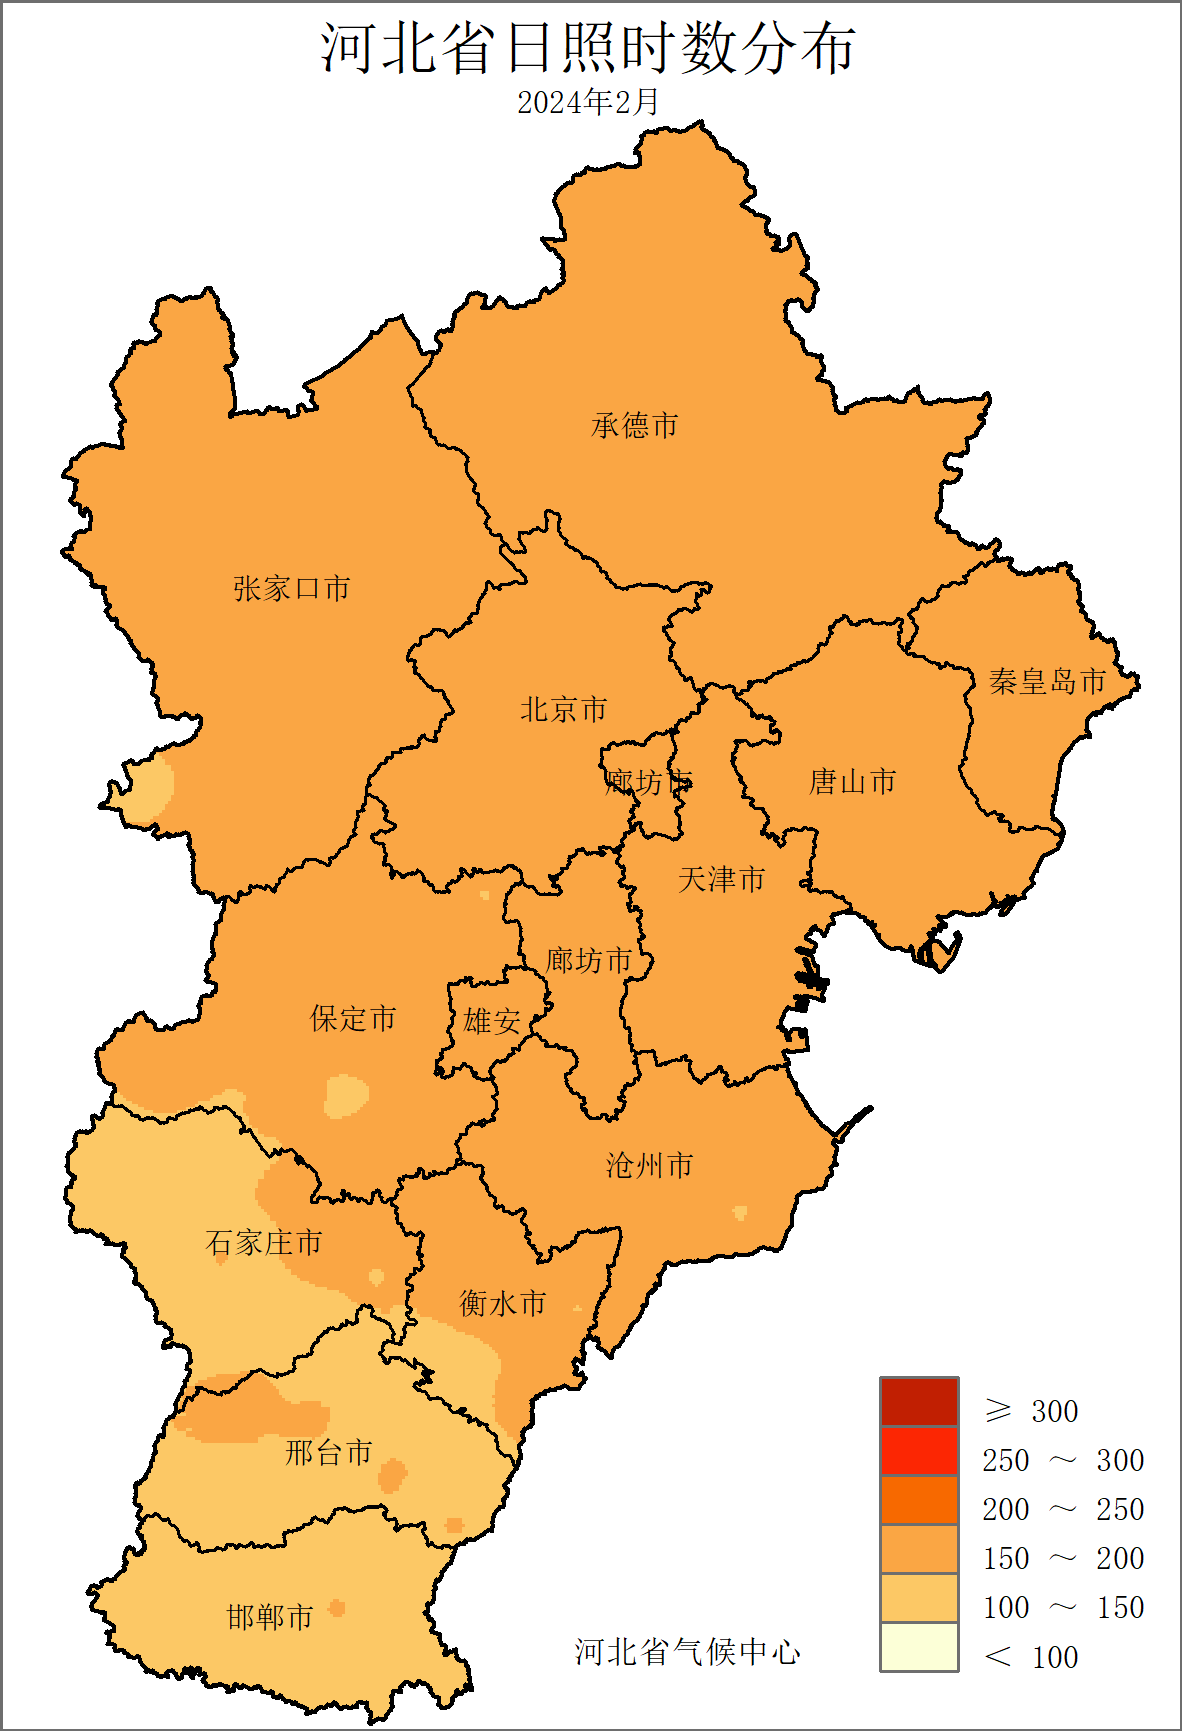 河北省日照时数分布
2024年2月
承德市
张家口市
秦皇岛市
北京市
廊坊市
唐山市
天津市
廊坊市
保定市
雄安
沧州市
石家庄市
衡水市
邢台市
邯郸市
≥ 300
250 ～ 300
200 ～ 250
150 ～ 200
100 ～ 150
＜ 100
河北省气候中心